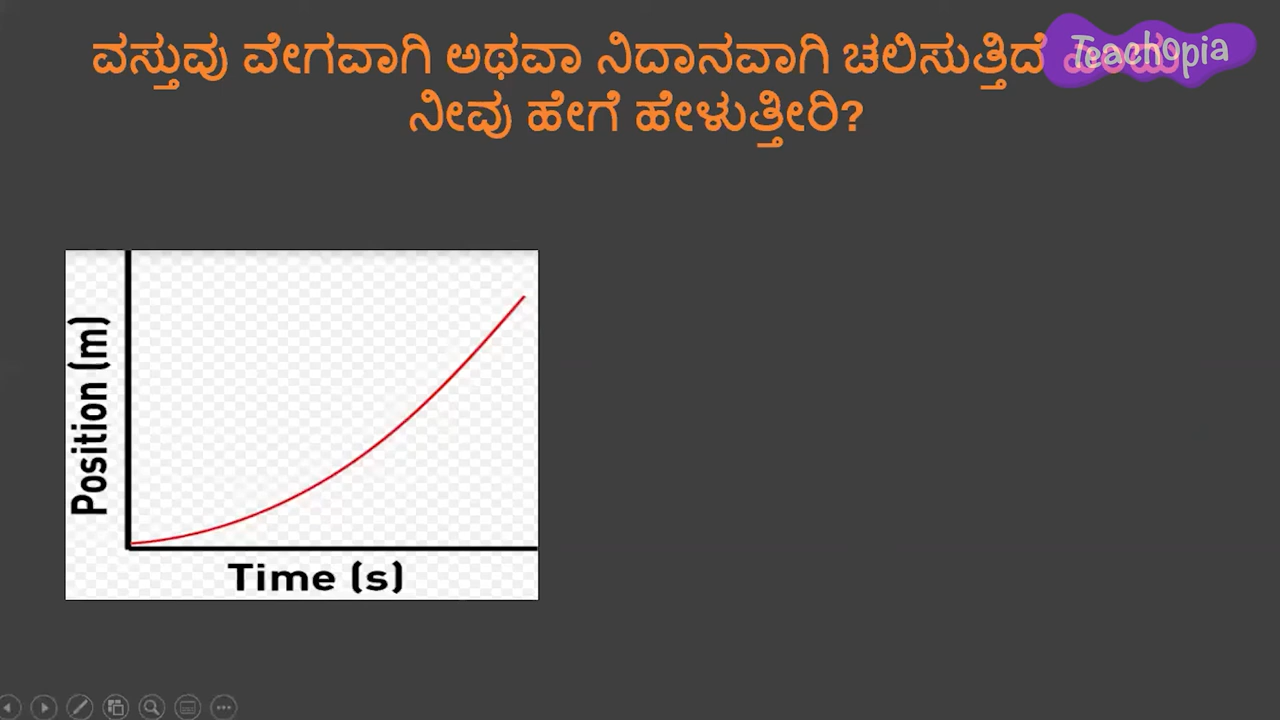 ವಸ್ತುವು ವೇಗವಾಗಿ ಅಥವಾ ನಿದಾನವಾಗಿ ಚಲಿಸುತ್ತಿದೆ
Teachopia
ನೀವು ಹೇಗೆ ಹೇಳುತ್ತೀರಿ?
Position (m)
Time (s)